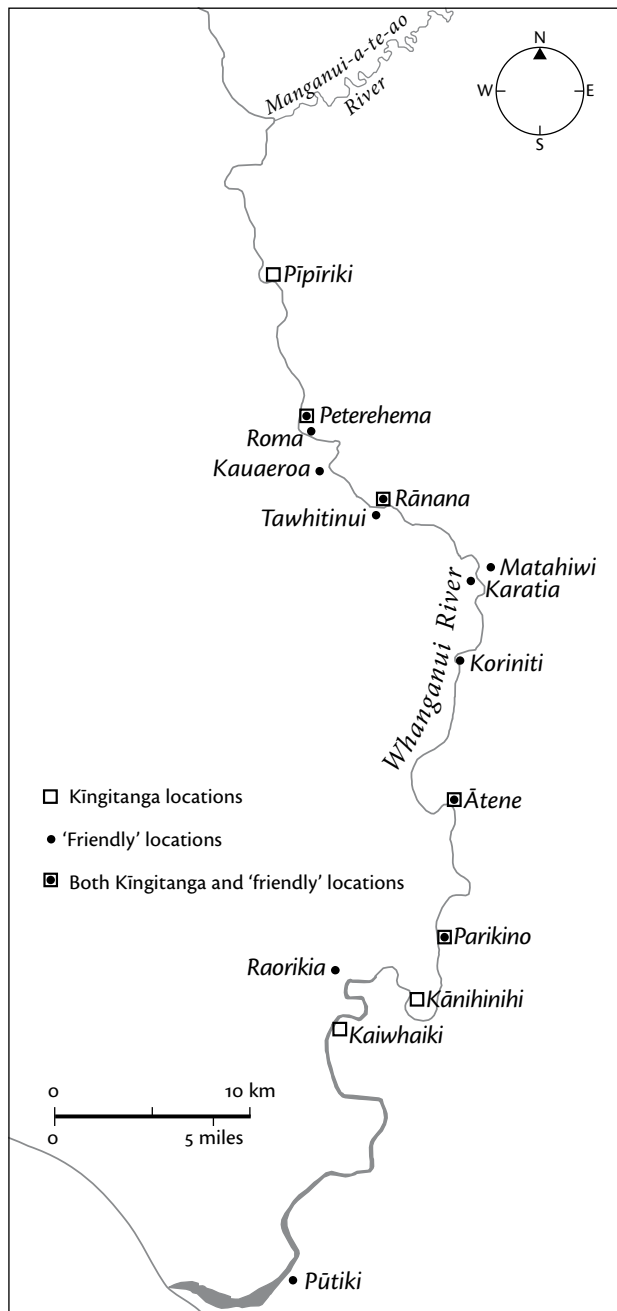 Manganui-a-te-ao
River
N
W
E
S
Pīpīriki
Peterehema
Roma
Kauaeroa
Rānana
Tawhitinui
Matahiwi
Karatia
Whanganui River
Koriniti
Kīngitanga locations
Ātene
'Friendly' locations
Both Kīngitanga and 'friendly' locations
Parikino
Raorikia
Kānihinihi
Kaiwhaiki
0 10 km
0 5 miles
Pūtiki